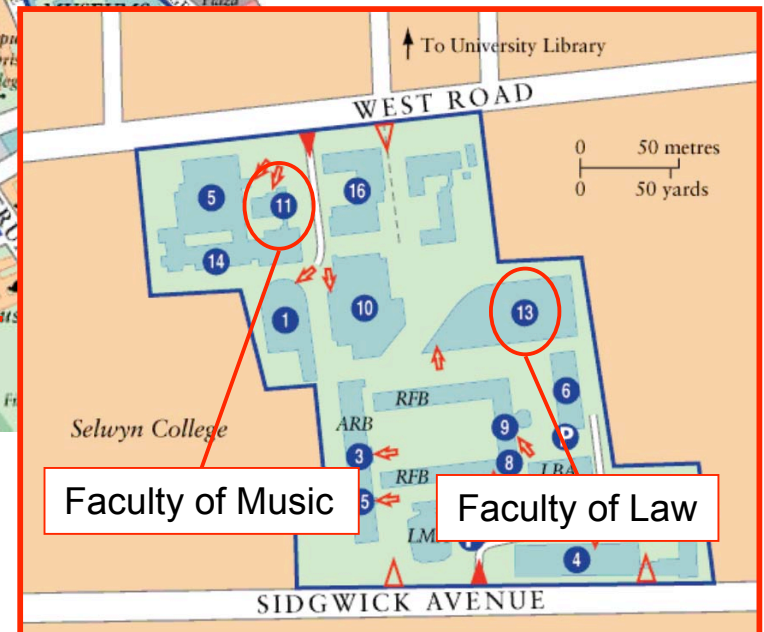 MUSEUMS
Plaza
To University Library
WEST ROAD
0 50 metres
0 50 yards
5
11
16
14
1
10
13
6
RFB
ARB
9
P
3
8
LBA
RFB
5
Selwyn College
Faculty of Music
Faculty of Law
4
SIDGWICK AVENUE